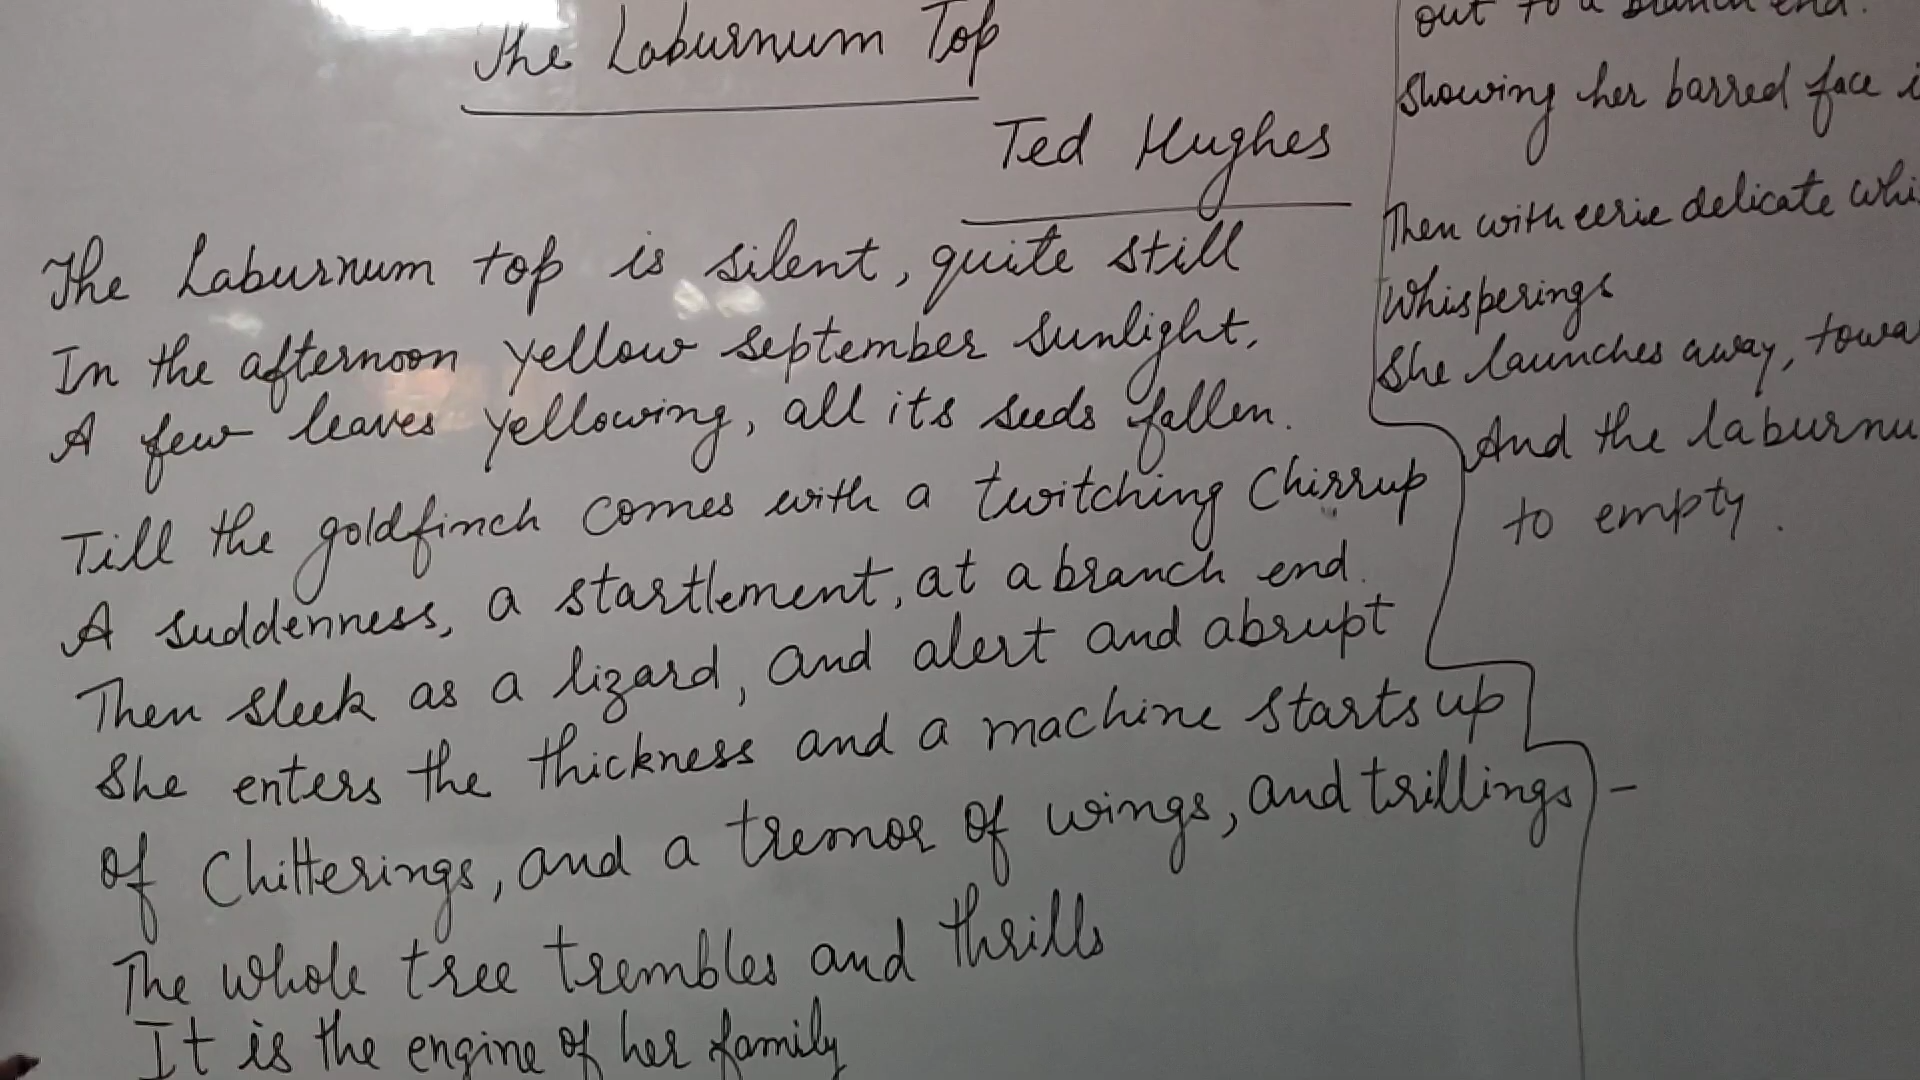 The Laburnum Top
Ted Hughes
The Laburnum top is silent, quite still
In the afternoon yellow september sunlight,
A few leaves yellowing, all its seeds fallen.
Till the goldfinch comes with a twitching Chirrup
A suddenness, a startlement, at a branch end.
Then sleek as a lizard, and alert and abrupt
She enters the thickness and a machine starts up
Of Chitterings, and a tremor of wings, and trillings -
The whole tree trembles and thrills
It is the engine of her family
out to a branch end.
Showing her barred face
Then with eerie delicate
Whisperings
She launches away,
And the
to empty.